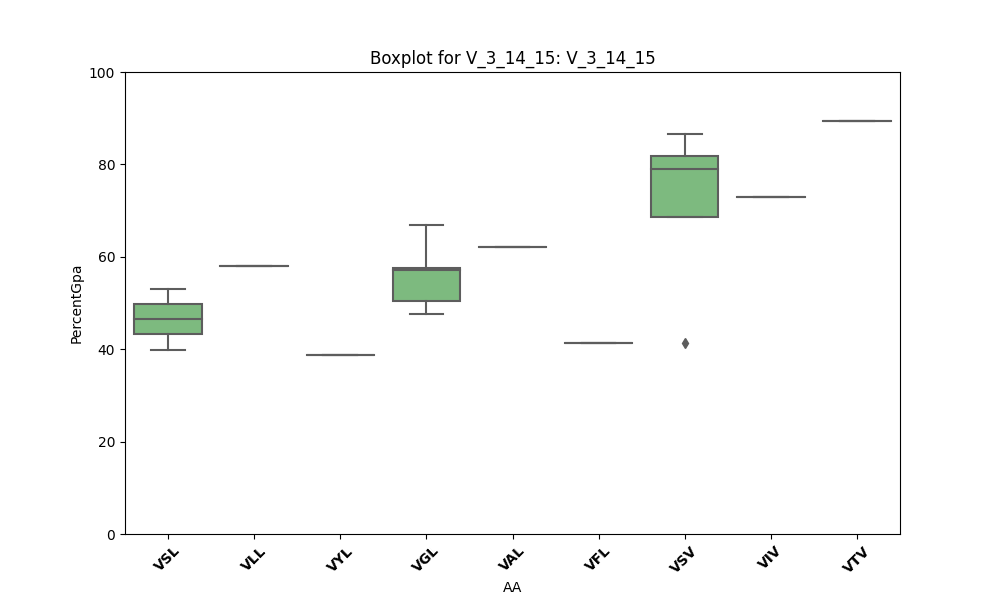 Boxplot for V_3_14_15: V_3_14_15
100
80
60
40
20
0
PercentGpa
VSL
VLL
VYL
VGL
VAL
VFL
VSV
VIV
VTV
AA